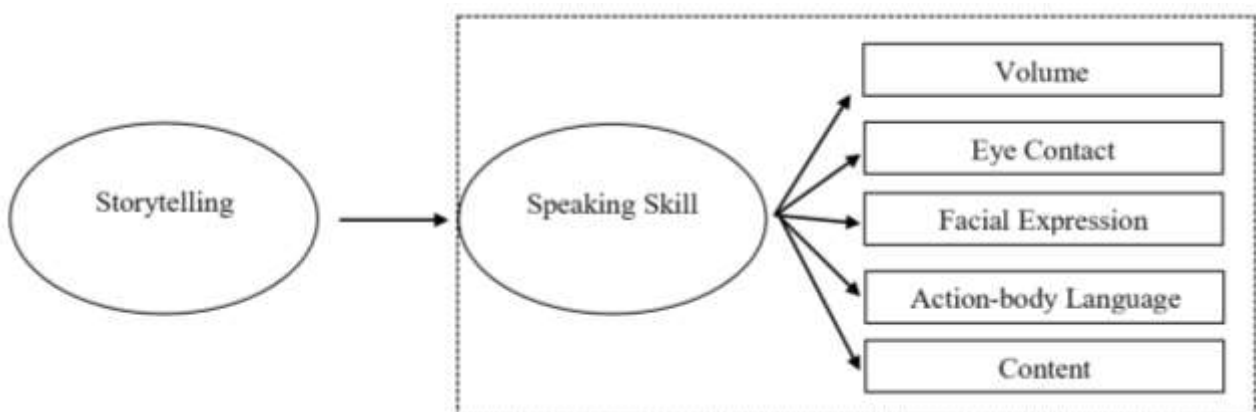 Storytelling
Speaking Skill
Volume
Eye Contact
Facial Expression
Action-body Language
Content